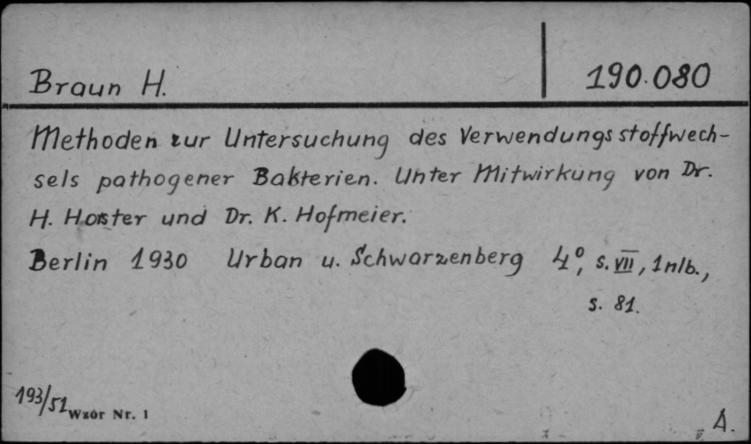 Braun H.
190.080
Methoden zur Untersuchung des Verwendungsstoffwech-
sels pathogener Bakterien. Unter Mitwirkung von Dr.
H. Horster und Dr. K. Hofmeier.
Berlin 1930 Urban u. Schwarzenberg 4°, s. VII, 1 nlb.,
s. 81.
193/51
Wzór Nr. 1
A.